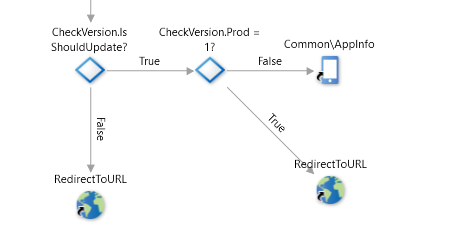 CheckVersion.Is
ShouldUpdate?
CheckVersion.Prod =
1?
Common\AppInfo
True
False
False
True
RedirectToURL
RedirectToURL